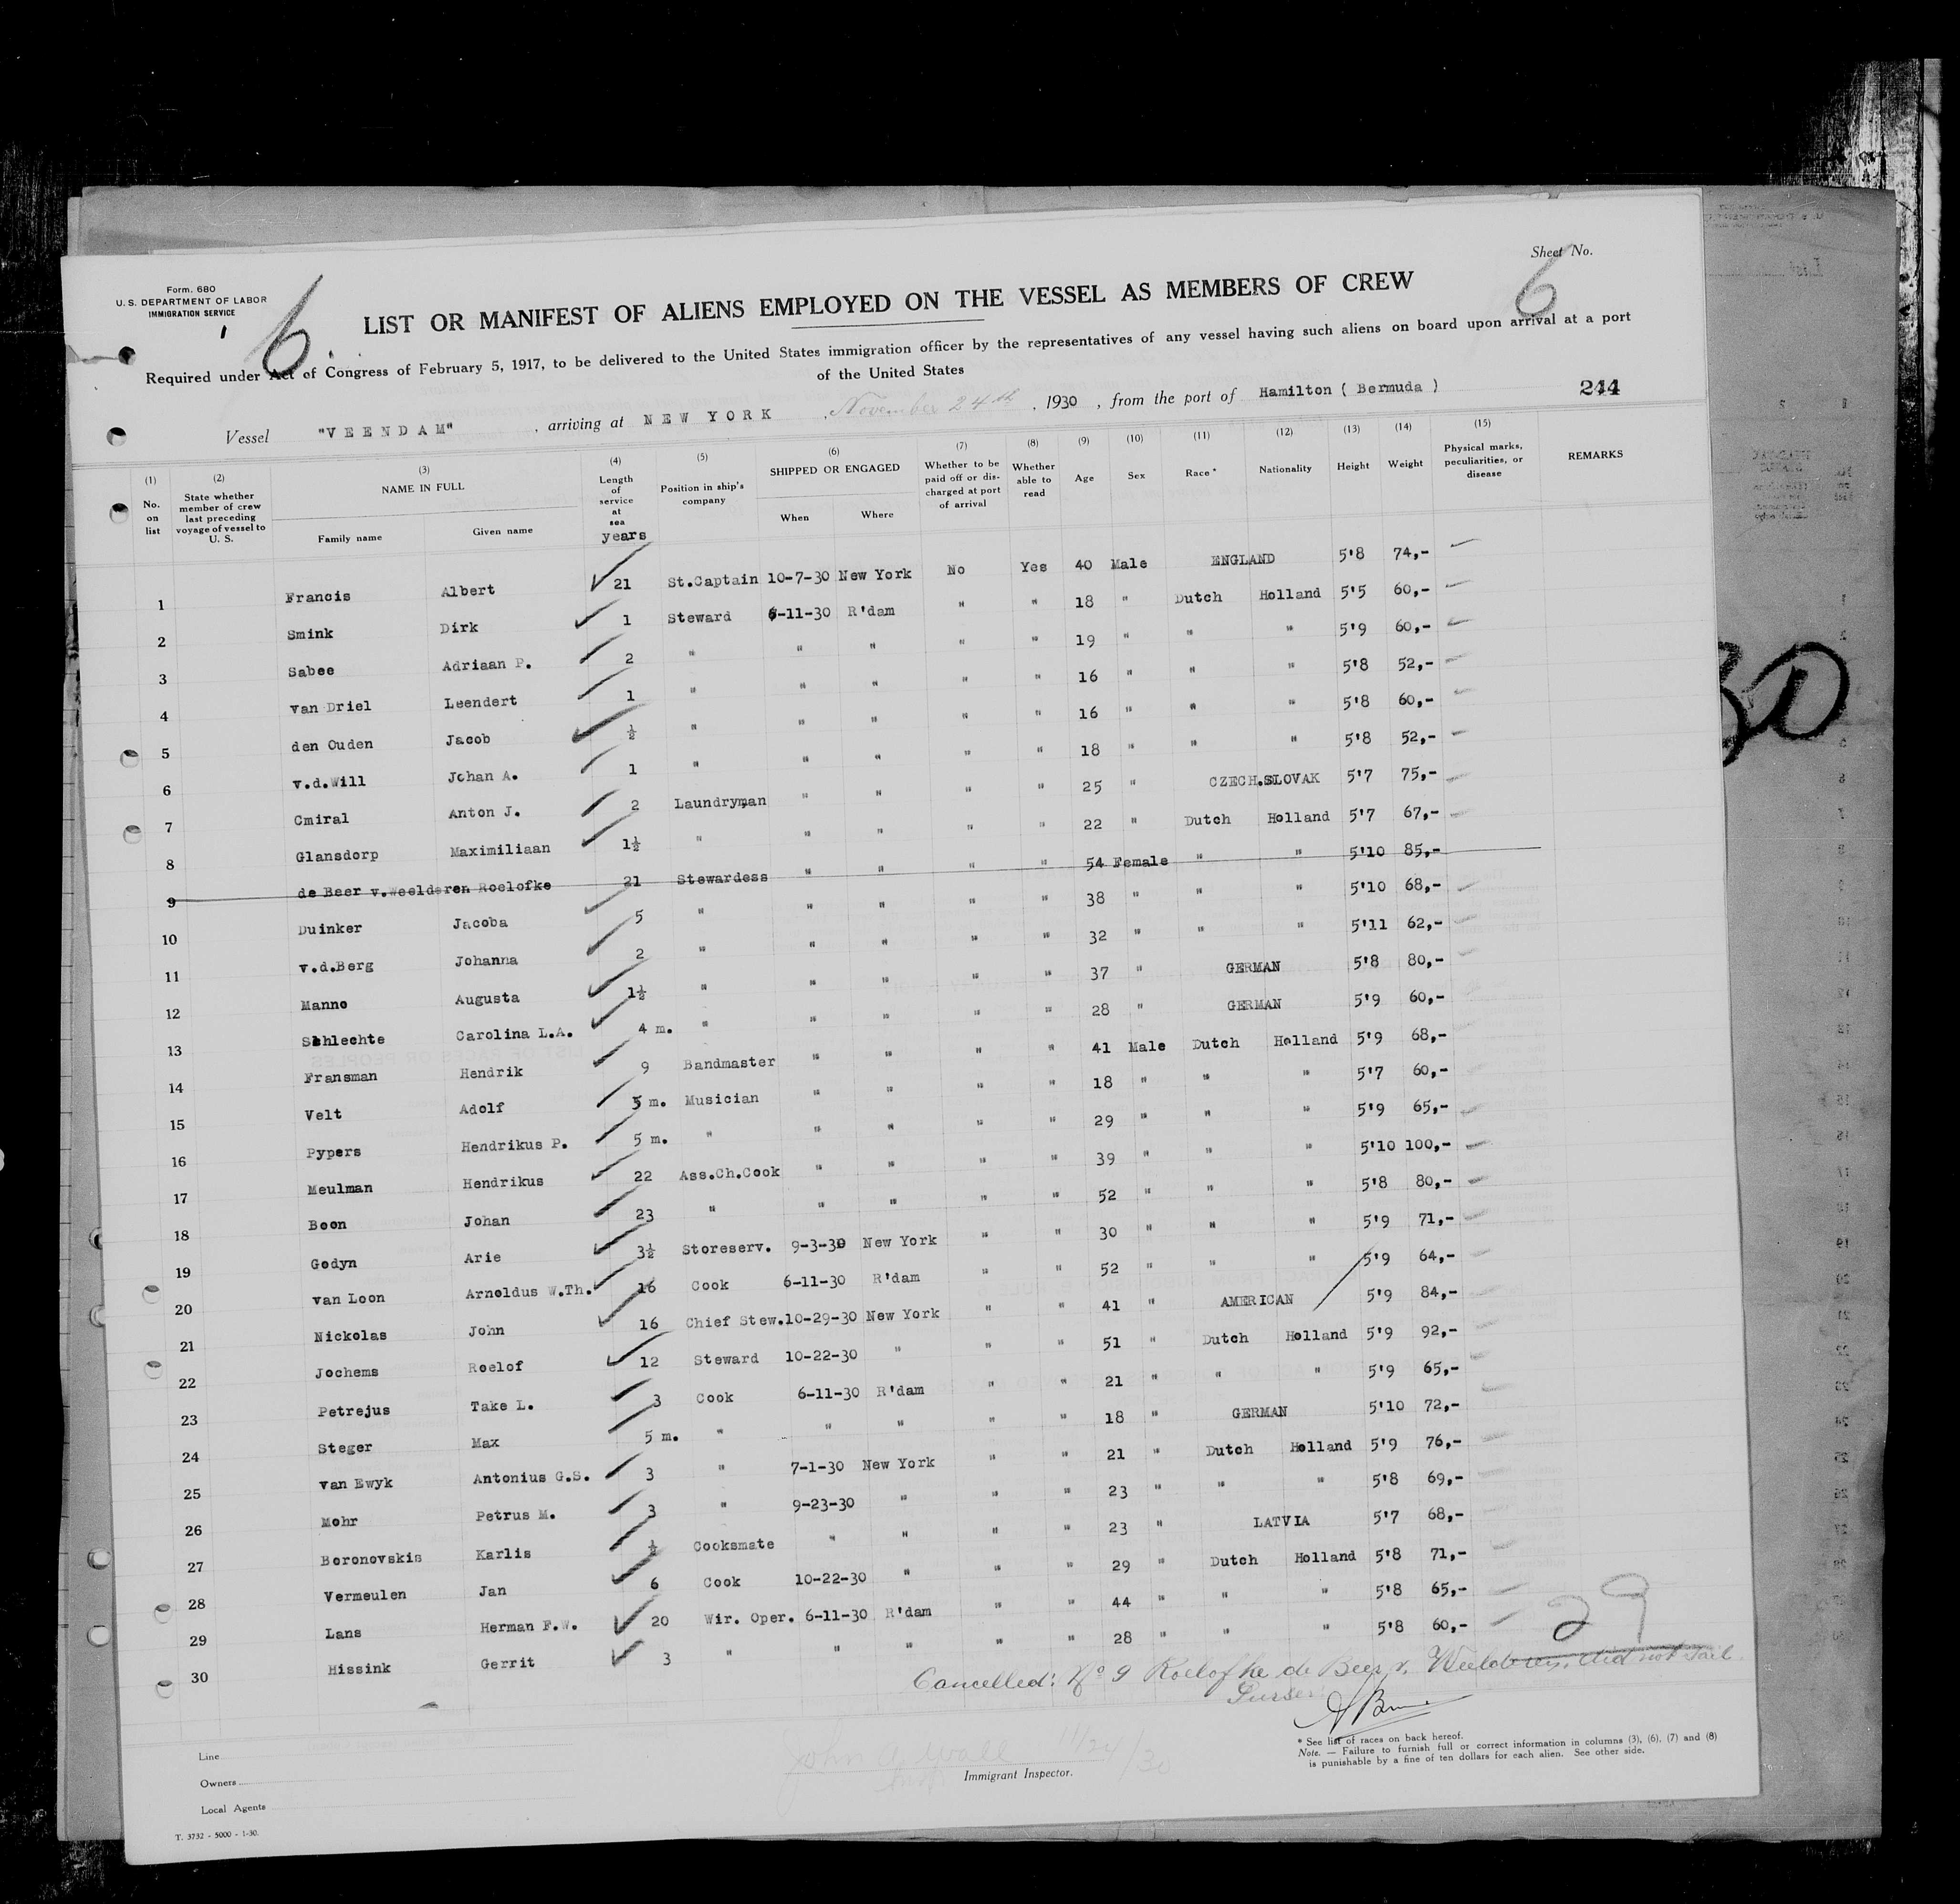 Sheet No.
6
Form. 680
U. S. DEPARTMENT OF LABOR
IMMIGRATION SERVICE
6
LIST OR MANIFEST OF ALIENS EMPLOYED ON THE VESSEL AS MEMBERS OF CREW
Required under Act of Congress of February 5, 1917, to be delivered to the United States immigration officer by the representatives of any vessel having such aliens on board upon arrival at a port
of the United States
Vessel "VEENDAM", arriving at NEW YORK, November 24th, 1930, from the port of Hamilton ( Bermuda ) 244
(1) No. on list
(2) State whether member of crew last preceding voyage of vessel to U. S.
(3) NAME IN FULL Family name Given name
(4) Length of service at sea years
(5) Position in ship's company
(6) SHIPPED OR ENGAGED When Where
(7) Whether to be paid off or discharged at port of arrival
(8) Whether able to read
(9) Age
(10) Sex
(11) Race *
(12) Nationality
(13) Height
(14) Weight
(15) Physical marks, peculiarities, or disease
REMARKS
1 Francis Albert 21 St.Captain 10-7-30 New York No Yes 40 Male ENGLAND 5'8 74,-
2 Smink Dirk 1 Steward 6-11-30 R'dam " " 18 " Dutch Holland 5'5 60,-
3 Sabee Adriaan P. 2 " " " " " 19 " " " 5'9 60,-
4 van Driel Leendert 1 " " " " " 16 " " " 5'8 52,-
5 den Ouden Jacob ½ " " " " " 16 " " " 5'8 60,-
6 v.d.Will Johan A. 1 " " " " " 18 " " " 5'8 52,-
7 Cmiral Anton J. 2 Laundryman " " " " 25 " CZECH.SLOVAK 5'7 75,-
8 Glansdorp Maximiliaan 1½ " " " " " 22 " Dutch Holland 5'7 67,-
9 de Beer v.Weelderen Roelofke 21 Stewardess " " " " 54 Female " " 5'10 85,-
10 Duinker Jacoba 5 " " " " " 38 " " " 5'10 68,-
11 v.d.Berg Johanna 2 " " " " " 32 " " " 5'11 62,-
12 Manno Augusta 1½ " " " " " 37 " GERMAN 5'8 80,-
13 Schlechte Carolina L.A. 4 m. " " " " " 28 " GERMAN 5'9 60,-
14 Fransman Hendrik 9 Bandmaster " " " " 41 Male Dutch Holland 5'9 68,-
15 Velt Adolf 5 m. Musician " " " " 18 " " " 5'7 60,-
16 Pypers Hendrikus P. 5 m. " " " " " 29 " " " 5'9 65,-
17 Meulman Hendrikus 22 Ass.Ch.Cook " " " " 39 " " " 5'10 100,-
18 Boon Johan 23 " " " " " 52 " " " 5'8 80,-
19 Godyn Arie 3½ Storeserv. 9-3-30 New York " " 30 " " " 5'9 71,-
20 van Loon Arnoldus W.Th. 16 Cook 6-11-30 R'dam " " 52 " " " 5'9 64,-
21 Nickolas John 16 Chief Stew. 10-29-30 New York " " 41 " AMERICAN 5'9 84,-
22 Jochems Roelof 12 Steward 10-22-30 " " " 51 " Dutch Holland 5'9 92,-
23 Petrejus Take L. 3 Cook 6-11-30 R'dam " " 21 " " " 5'9 65,-
24 Steger Max 5 m. " " " " " 18 " GERMAN 5'10 72,-
25 van Ewyk Antonius G.S. 3 " 7-1-30 New York " " 21 " Dutch Holland 5'9 76,-
26 Mohr Petrus M. 3 " 9-23-30 " " " 23 " " " 5'8 69,-
27 Boronovskis Karlis ½ Cooksmate " " " " 23 " LATVIA 5'7 68,-
28 Vermeulen Jan 6 Cook 10-22-30 " " " 29 " Dutch Holland 5'8 71,-
29 Lans Herman F.W. 20 Wir. Oper. 6-11-30 R'dam " " 44 " " " 5'8 65,-
30 Hissink Gerrit 3 " " " " " 28 " " " 5'8 60,-
29
Cancelled: No 9 Roelofke de Beer v. Weelderen, did not sail
Purser
Line
Owners
Local Agents
John A Wall 11/24/30
Immigrant Inspector.
* See list of races on back hereof.
Note. — Failure to furnish full or correct information in columns (3), (6), (7) and (8)
is punishable by a fine of ten dollars for each alien. See other side.
T. 3732 - 5000 - 1-30.
30